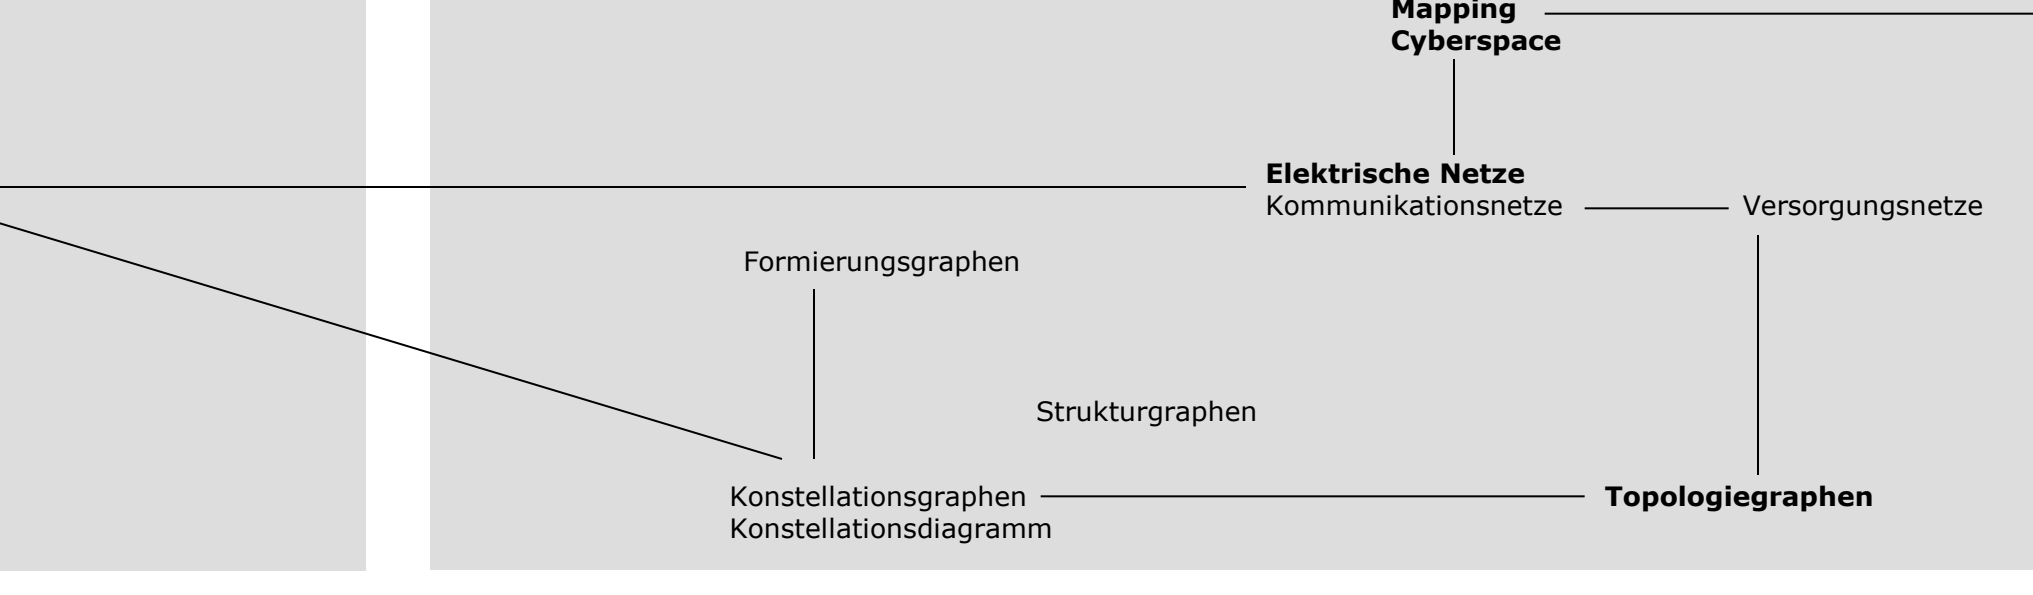 Mapping
Cyberspace
Elektrische Netze
Kommunikationsnetze
Versorgungsnetze
Formierungsgraphen
Strukturgraphen
Konstellationsgraphen
Konstellationsdiagramm
Topologiegraphen